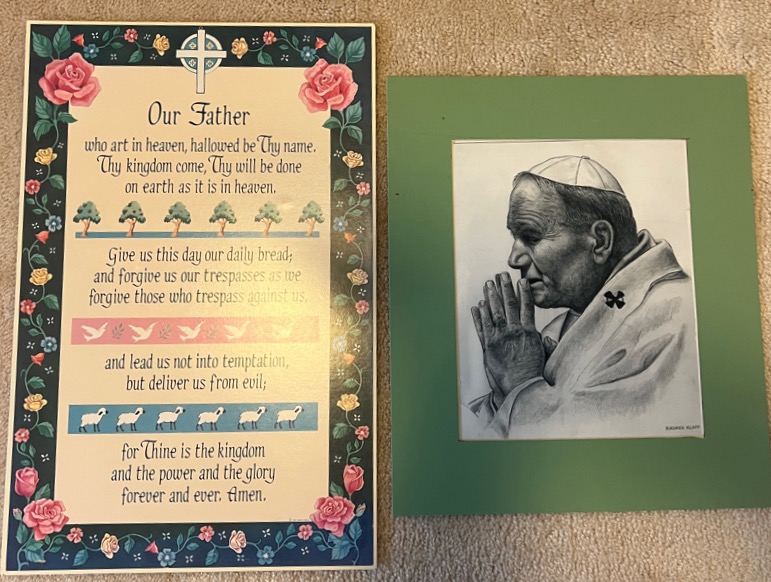 Our Father
who art in heaven, hallowed be Thy name.
Thy kingdom come, Thy will be done
on earth as it is in heaven.
Give us this day our daily bread;
and forgive us our trespasses as we
forgive those who trespass against us,
and lead us not into temptation,
but deliver us from evil;
for Thine is the kingdom
and the power and the glory
forever and ever. Amen.